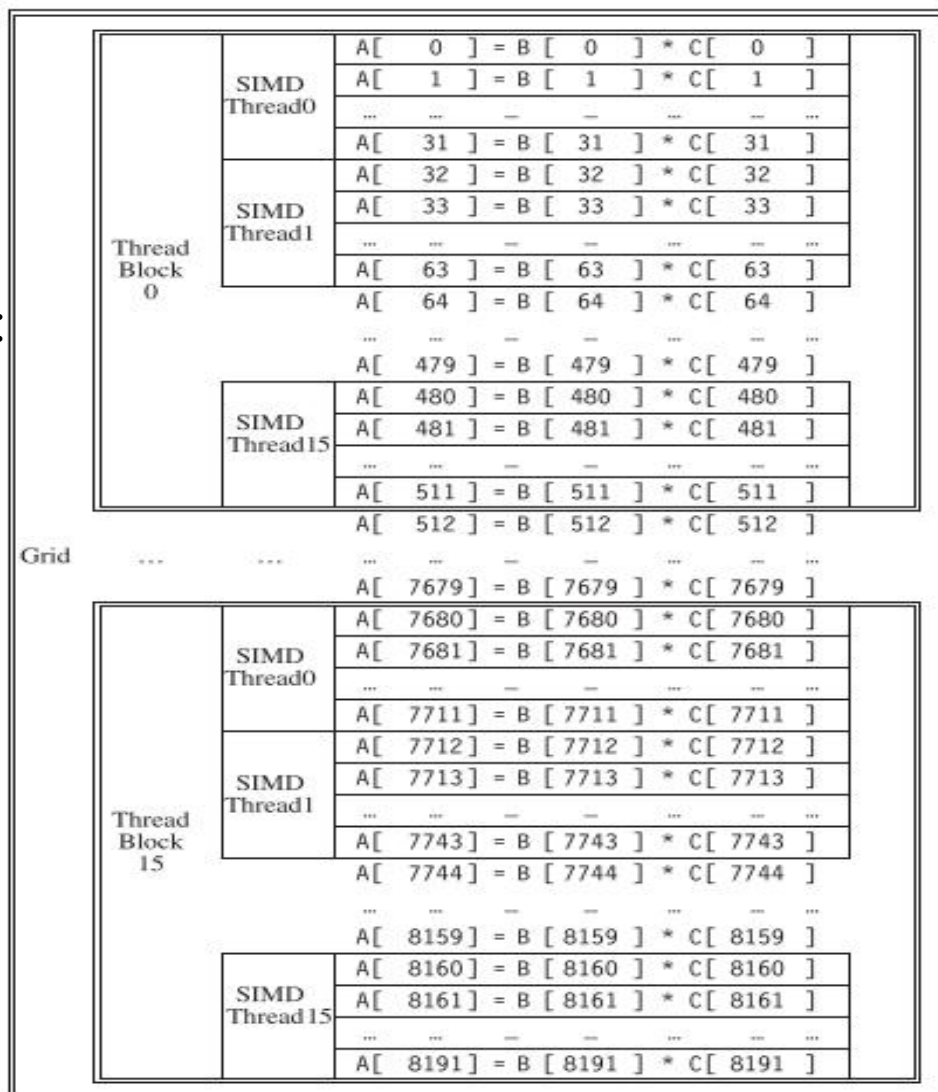 A[ 0 ] = B [ 0 ] * C[ 0 ]
SIMD Thread0 A[ 1 ] = B [ 1 ] * C[ 1 ]
... ... ... ... ... ... ...
A[ 31 ] = B [ 31 ] * C[ 31 ]
A[ 32 ] = B [ 32 ] * C[ 32 ]
SIMD Thread1 A[ 33 ] = B [ 33 ] * C[ 33 ]
... ... ... ... ... ... ...
Thread Block 0 A[ 63 ] = B [ 63 ] * C[ 63 ]
A[ 64 ] = B [ 64 ] * C[ 64 ]
... ... ... ... ... ... ...
A[ 479 ] = B [ 479 ] * C[ 479 ]
A[ 480 ] = B [ 480 ] * C[ 480 ]
SIMD Thread15 A[ 481 ] = B [ 481 ] * C[ 481 ]
... ... ... ... ... ... ...
A[ 511 ] = B [ 511 ] * C[ 511 ]
A[ 512 ] = B [ 512 ] * C[ 512 ]
Grid ... ... ... ... ... ... ... ... ...
A[ 7679 ] = B [ 7679 ] * C[ 7679 ]
A[ 7680 ] = B [ 7680 ] * C[ 7680 ]
SIMD Thread0 A[ 7681 ] = B [ 7681 ] * C[ 7681 ]
... ... ... ... ... ... ...
A[ 7711 ] = B [ 7711 ] * C[ 7711 ]
A[ 7712 ] = B [ 7712 ] * C[ 7712 ]
SIMD Thread1 A[ 7713 ] = B [ 7713 ] * C[ 7713 ]
... ... ... ... ... ... ...
Thread Block 15 A[ 7743 ] = B [ 7743 ] * C[ 7743 ]
A[ 7744 ] = B [ 7744 ] * C[ 7744 ]
... ... ... ... ... ... ...
A[ 8159 ] = B [ 8159 ] * C[ 8159 ]
A[ 8160 ] = B [ 8160 ] * C[ 8160 ]
SIMD Thread15 A[ 8161 ] = B [ 8161 ] * C[ 8161 ]
... ... ... ... ... ... ...
A[ 8191 ] = B [ 8191 ] * C[ 8191 ]